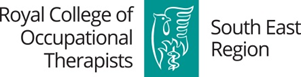 Royal College of
Occupational
Therapists
South East
Region